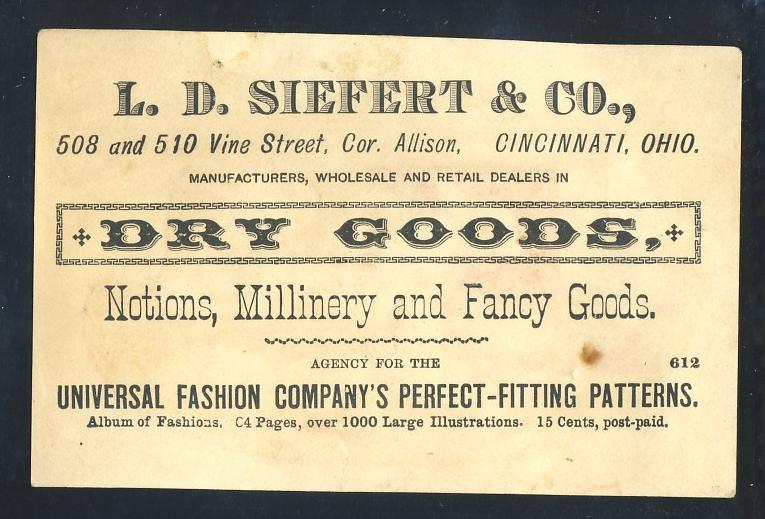 L. D. SIEFERT & CO.,
508 and 510 Vine Street, Cor. Allison, CINCINNATI, OHIO.
MANUFACTURERS, WHOLESALE AND RETAIL DEALERS IN
DRY GOODS,
Notions, Millinery and Fancy Goods.
AGENCY FOR THE 612
UNIVERSAL FASHION COMPANY'S PERFECT-FITTING PATTERNS.
Album of Fashions. 64 Pages, over 1000 Large Illustrations. 15 Cents, post-paid.